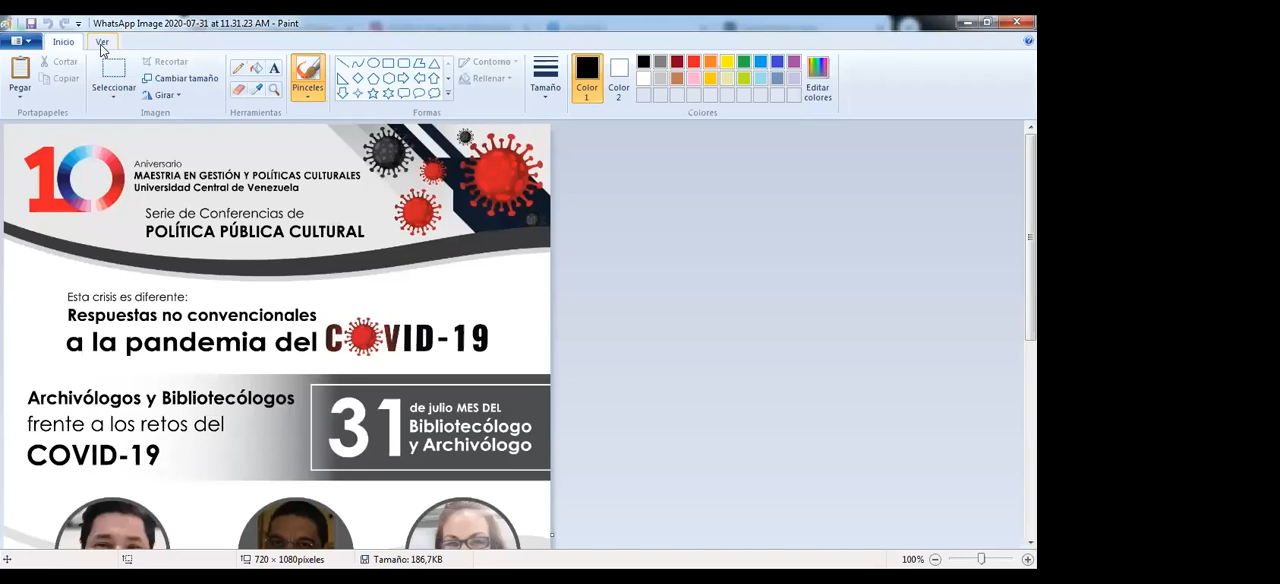 WhatsApp Image 2020-07-31 at 11.31.23 AM - Paint
Inicio
Ver
Pegar
Cortar
Copiar
Portapapeles
Seleccionar
Recortar
Cambiar tamaño
Girar
Imagen
A
Herramientas
Pinceles
Contorno
Rellenar
Formas
Tamaño
Color 1
Color 2
Editar colores
Colores
10
Aniversario
MAESTRIA EN GESTIÓN Y POLÍTICAS CULTURALES
Universidad Central de Venezuela
Serie de Conferencias de
POLÍTICA PÚBLICA CULTURAL
Esta crisis es diferente:
Respuestas no convencionales
a la pandemia del COVID-19
Archivólogos y Bibliotecólogos
frente a los retos del
COVID-19
31
de julio MES DEL
Bibliotecólogo
y Archivólogo
720 × 1080píxeles
Tamaño: 186,7KB
100%